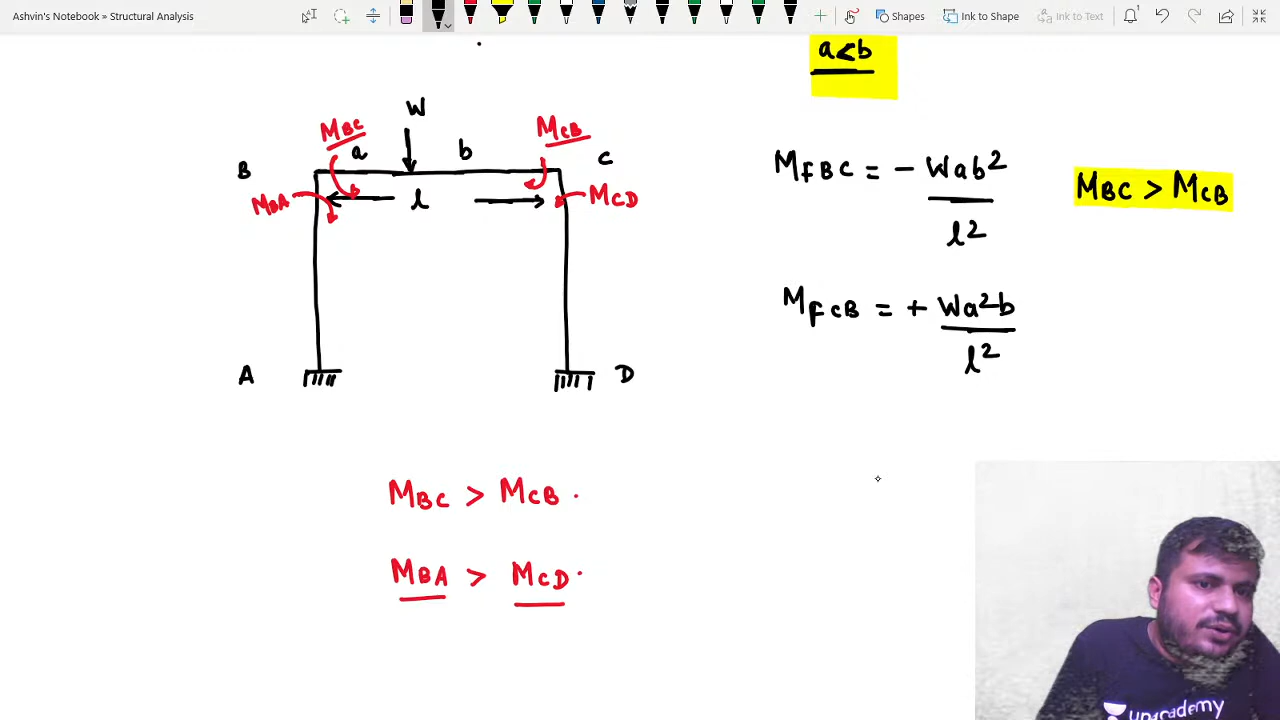 Ashvin's Notebook » Structural Analysis
Shapes
Ink to Shape
Ink to Text
a<b
W
MBC
MCB
a
b
B
C
MBA
l
MCD
A
D
MFBC = - Wab²
l²
MBC > MCB
MFCB = + Wa²b
l²
MBC > MCB.
MBA > MCD.
unacademy